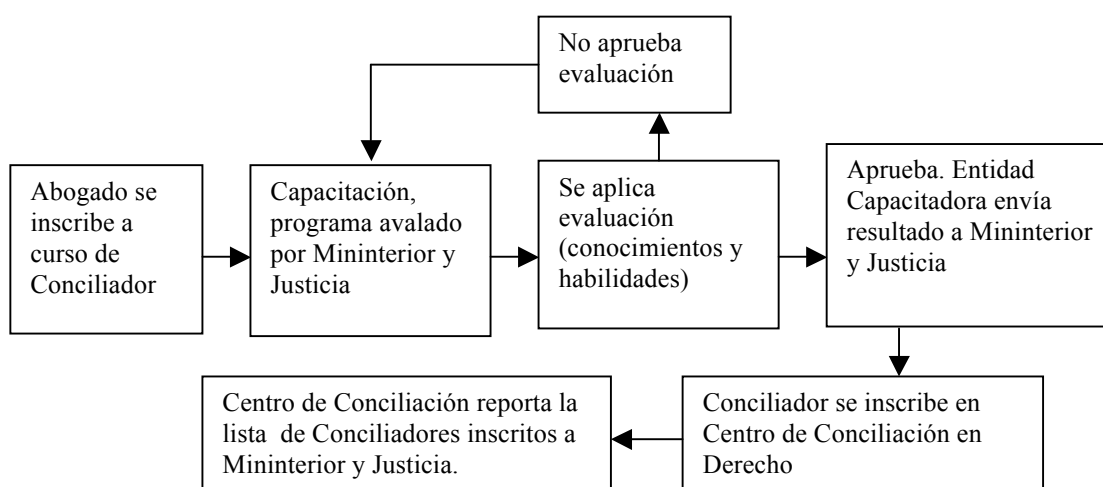 No aprueba
evaluación
Abogado se
inscribe a
curso de
Conciliador
Capacitación,
programa avalado
por Mininterior y
Justicia
Se aplica
evaluación
(conocimientos y
habilidades)
Aprueba. Entidad
Capacitadora envía
resultado a Mininterior
y Justicia
Conciliador se inscribe en
Centro de Conciliación en
Derecho
Centro de Conciliación reporta la
lista de Conciliadores inscritos a
Mininterior y Justicia.